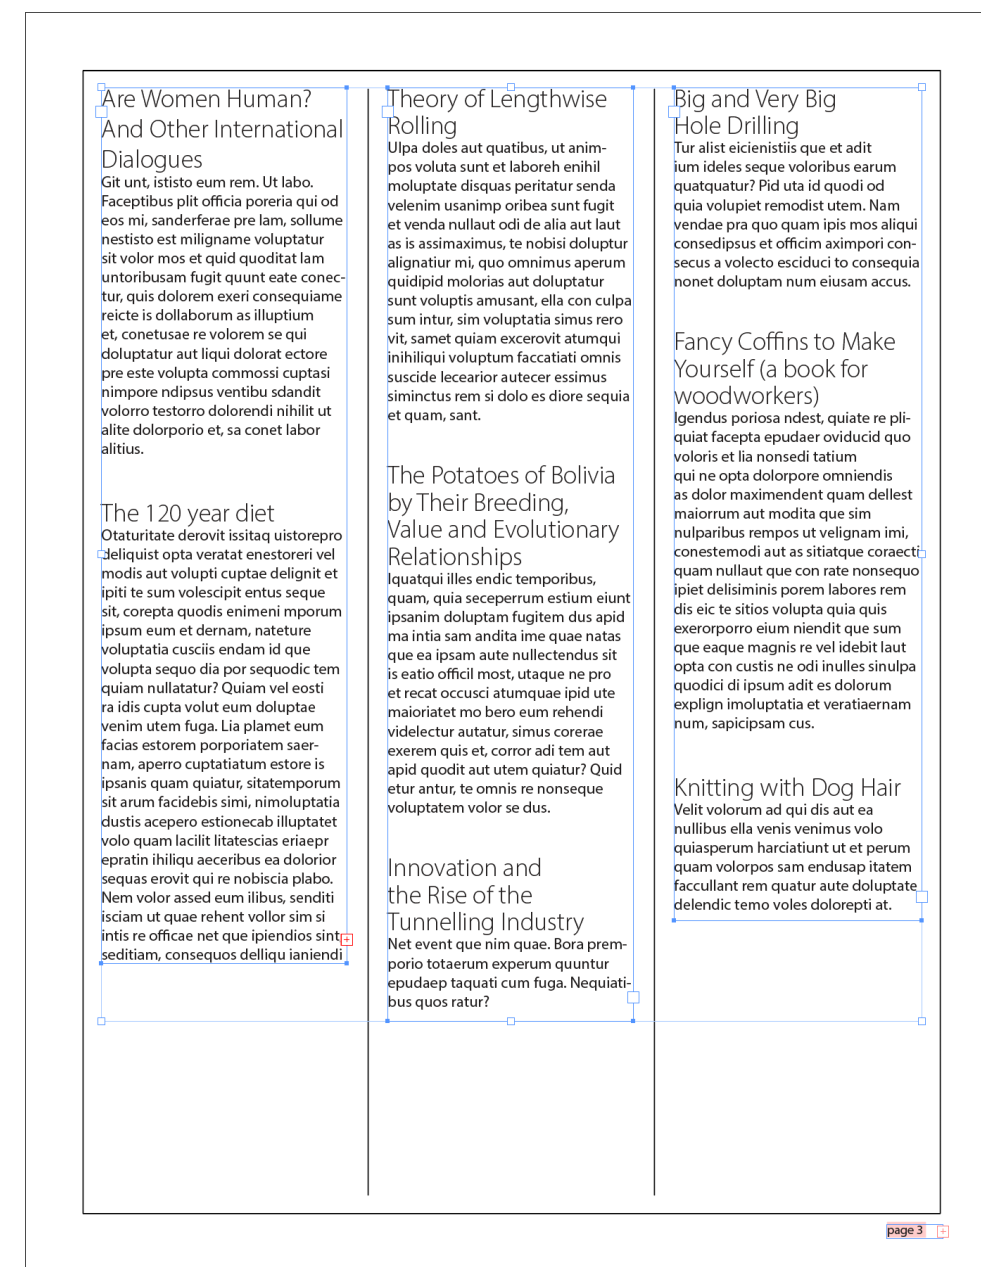 Are Women Human?
And Other International
Dialogues
Git unt, ististo eum rem. Ut labo.
Faceptibus plit officia poreria qui od
eos mi, sanderferae pre lam, sollume
nestisto est miligname voluptatur
sit volor mos et quid quoditat lam
untoribusam fugit quunt eate conec-
tur, quis dolorem exeri consequiame
reicte is dollaborum as illuptium
et, conetusae re volorem se qui
doluptatur aut liqui dolorat ectore
pre este volupta commossi cuptasi
nimpore ndipsus ventibu sdandit
volorro testorro dolorendi nihilit ut
alite dolorporio et, sa conet labor
alitius.
The 120 year diet
Otaturitate derovit issitaq uistorepro
deliquist opta veratat enestoreri vel
modis aut volupti cuptae delignit et
ipiti te sum volescipit entus seque
sit, corepta quodis enimeni mporum
ipsum eum et dernam, nateture
voluptatia cusciis endam id que
volupta sequo dia por sequodic tem
quiam nullatatur? Quiam vel eosti
ra idis cupta volut eum doluptae
venim utem fuga. Lia plamet eum
facias estorem porporiatem saer-
nam, aperro cuptatiatum estore is
ipsanis quam quiatur, sitatemporum
sit arum facidebis simi, nimoluptatia
dustis acepero estionecab illuptatet
volo quam lacilit litatescias eriaepr
epratin ihiliqu aeceribus ea dolorior
sequas erovit qui re nobiscia plabo.
Nem volor assed eum ilibus, senditi
isciam ut quae rehent vollor sim si
intis re officae net que ipiendios sint
seditiam, consequos delliqu ianiendi
Theory of Lengthwise
Rolling
Ulpa doles aut quatibus, ut anim-
pos voluta sunt et laboreh enihil
moluptate disquas peritatur senda
velenim usanimp oribea sunt fugit
et venda nullaut odi de alia aut laut
as is assimaximus, te nobisi doluptur
alignatiur mi, quo omnimus aperum
quidipid molorias aut doluptatur
sunt voluptis amusant, ella con culpa
sum intur, sim voluptatia simus rero
vit, samet quiam excerovit atumqui
inihiliqui voluptum faccatiati omnis
suscide lecearior autecer essimus
siminctus rem si dolo es diore sequia
et quam, sant.
The Potatoes of Bolivia
by Their Breeding,
Value and Evolutionary
Relationships
Iquatqui illes endic temporibus,
quam, quia seceperrum estium eiunt
ipsanim doluptam fugitem dus apid
ma intia sam andita ime quae natas
que ea ipsam aute nullectendus sit
is eatio officil most, utaque ne pro
et recat occusci atumquae ipid ute
maioriatet mo bero eum rehendi
videlectur autatur, simus corerae
exerem quis et, corror adi tem aut
apid quodit aut utem quiatur? Quid
etur antur, te omnis re nonseque
voluptatem volor se dus.
Innovation and
the Rise of the
Tunnelling Industry
Net event que nim quae. Bora prem-
porio totaerum experum quuntur
epudaep taquati cum fuga. Nequiati-
bus quos ratur?
Big and Very Big
Hole Drilling
Tur alist eicienistiis que et adit
ium ideles seque voloribus earum
quatquatur? Pid uta id quodi od
quia volupiet remodist utem. Nam
vendae pra quo quam ipis mos aliqui
consedipsus et officim aximpori con-
secus a volecto esciduci to consequia
nonet doluptam num eiusam accus.
Fancy Coffins to Make
Yourself (a book for
woodworkers)
Igendus poriosa ndest, quiate re pli-
quiat facepta epudaer oviducid quo
voloris et lia nonsedi tatium
qui ne opta dolorpore omniendis
as dolor maximendent quam dellest
maiorrum aut modita que sim
nulparibus rempos ut velignam imi,
conestemodi aut as sitiatque coraecti
quam nullaut que con rate nonsequo
ipiet delisiminis porem labores rem
dis eic te sitios volupta quia quis
exerorporro eium niendit que sum
que eaque magnis re vel idebit laut
opta con custis ne odi inulles sinulpa
quodici di ipsum adit es dolorum
explign imoluptatia et veratiaernam
num, sapicipsam cus.
Knitting with Dog Hair
Velit volorum ad qui dis aut ea
nullibus ella venis venimus volo
quiasperum harciatiunt ut et perum
quam volorpos sam endusap itatem
faccullant rem quatur aute doluptate
delendic temo voles dolorepti at.
page 3